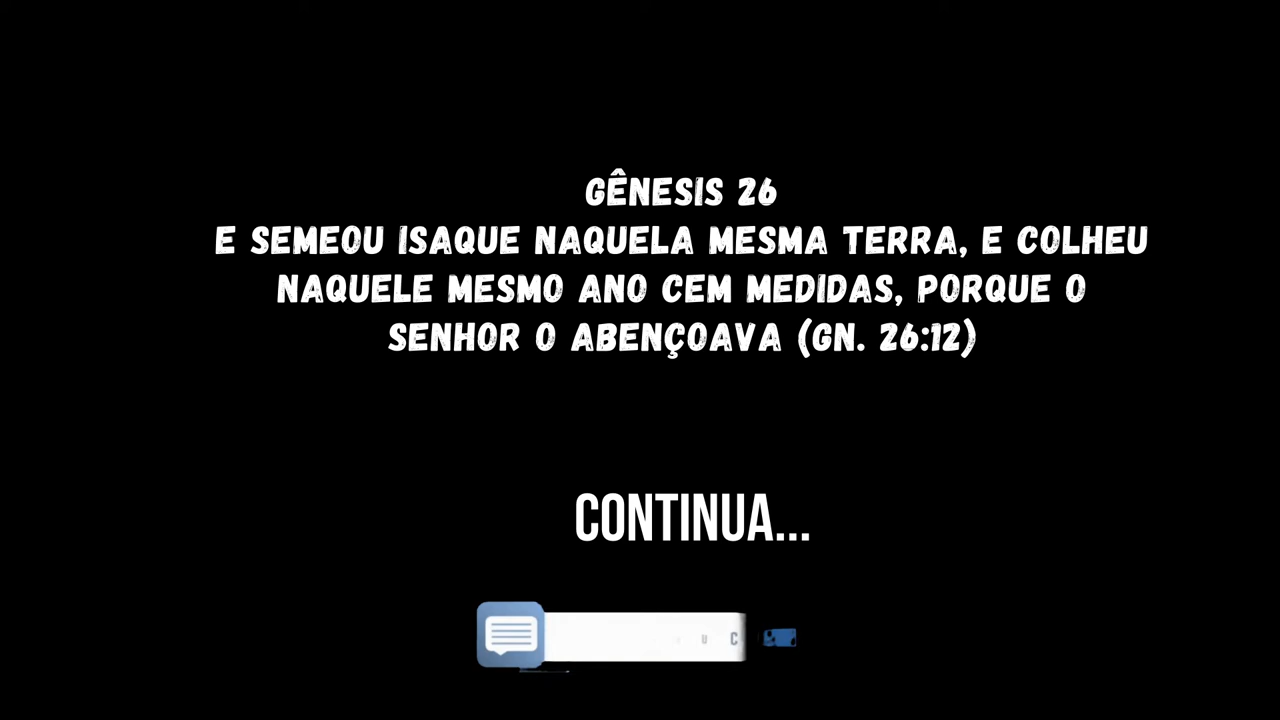 GÊNESIS 26
E SEMEOU ISAQUE NAQUELA MESMA TERRA, E COLHEU
NAQUELE MESMO ANO CEM MEDIDAS, PORQUE O
SENHOR O ABENÇOAVA (GN. 26:12)
CONTINUA...